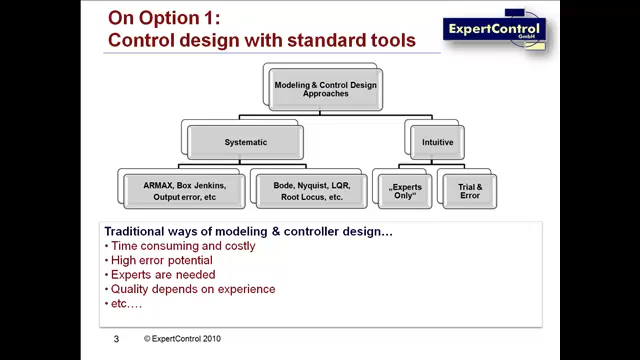 On Option 1:
Control design with standard tools
ExpertControl
GmbH
Modeling & Control Design
Approaches
Systematic
Intuitive
ARMAX, Box Jenkins,
Output error, etc
Bode, Nyquist, LQR,
Root Locus, etc.
„Experts
Only“
Trial &
Error
Traditional ways of modeling & controller design…
• Time consuming and costly
• High error potential
• Experts are needed
• Quality depends on experience
• etc….
3
© ExpertControl 2010